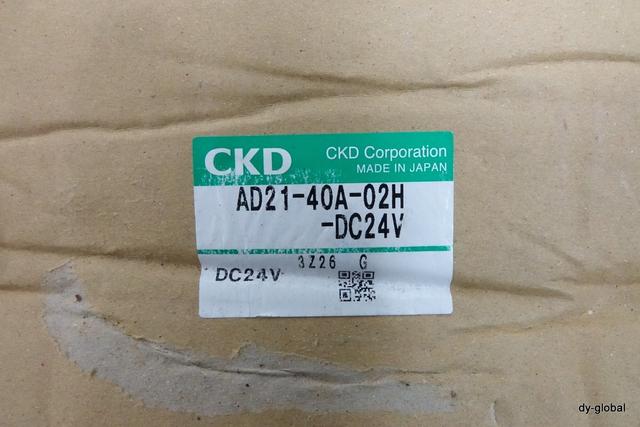 CKD
CKD Corporation
MADE IN JAPAN
AD21-40A-02H
-DC24V
3Z26 G
DC24V
dy-global